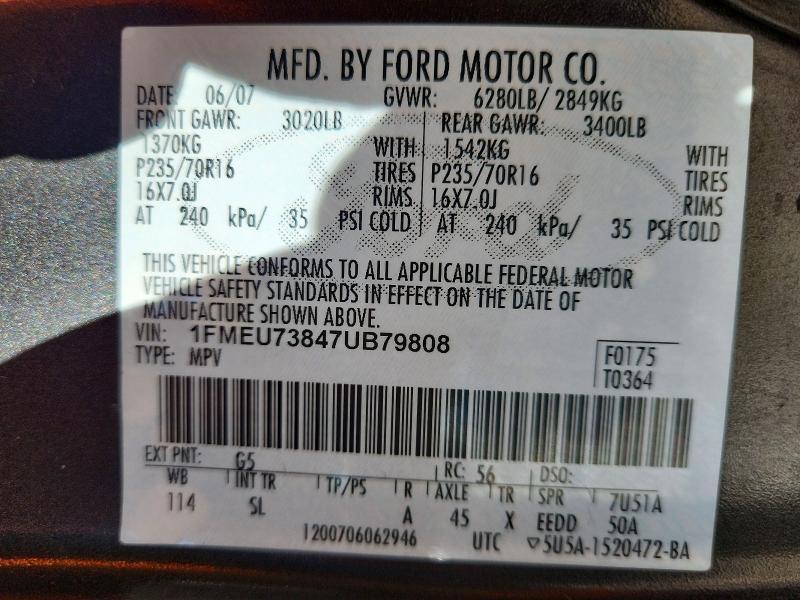 MFD. BY FORD MOTOR CO.
DATE: 06/07 GVWR: 6280LB/ 2849KG
FRONT GAWR: 3020LB REAR GAWR: 3400LB
1370KG WITH 1542KG WITH
P235/70R16 TIRES P235/70R16 TIRES
16X7.0J RIMS 16X7.0J RIMS
AT 240 kPa/ 35 PSI COLD AT 240 kPa/ 35 PSI COLD
THIS VEHICLE CONFORMS TO ALL APPLICABLE FEDERAL MOTOR
VEHICLE SAFETY STANDARDS IN EFFECT ON THE DATE OF
MANUFACTURE SHOWN ABOVE.
VIN: 1FMEU73847UB79808
TYPE: MPV
F0175
T0364
EXT PNT: G5 RC: 56 DSO:
WB INT TR TP/PS R AXLE TR SPR 7U51A
114 SL A 45 X EEDD 50A
1200706062946 UTC ▽5U5A-1520472-BA
Ford